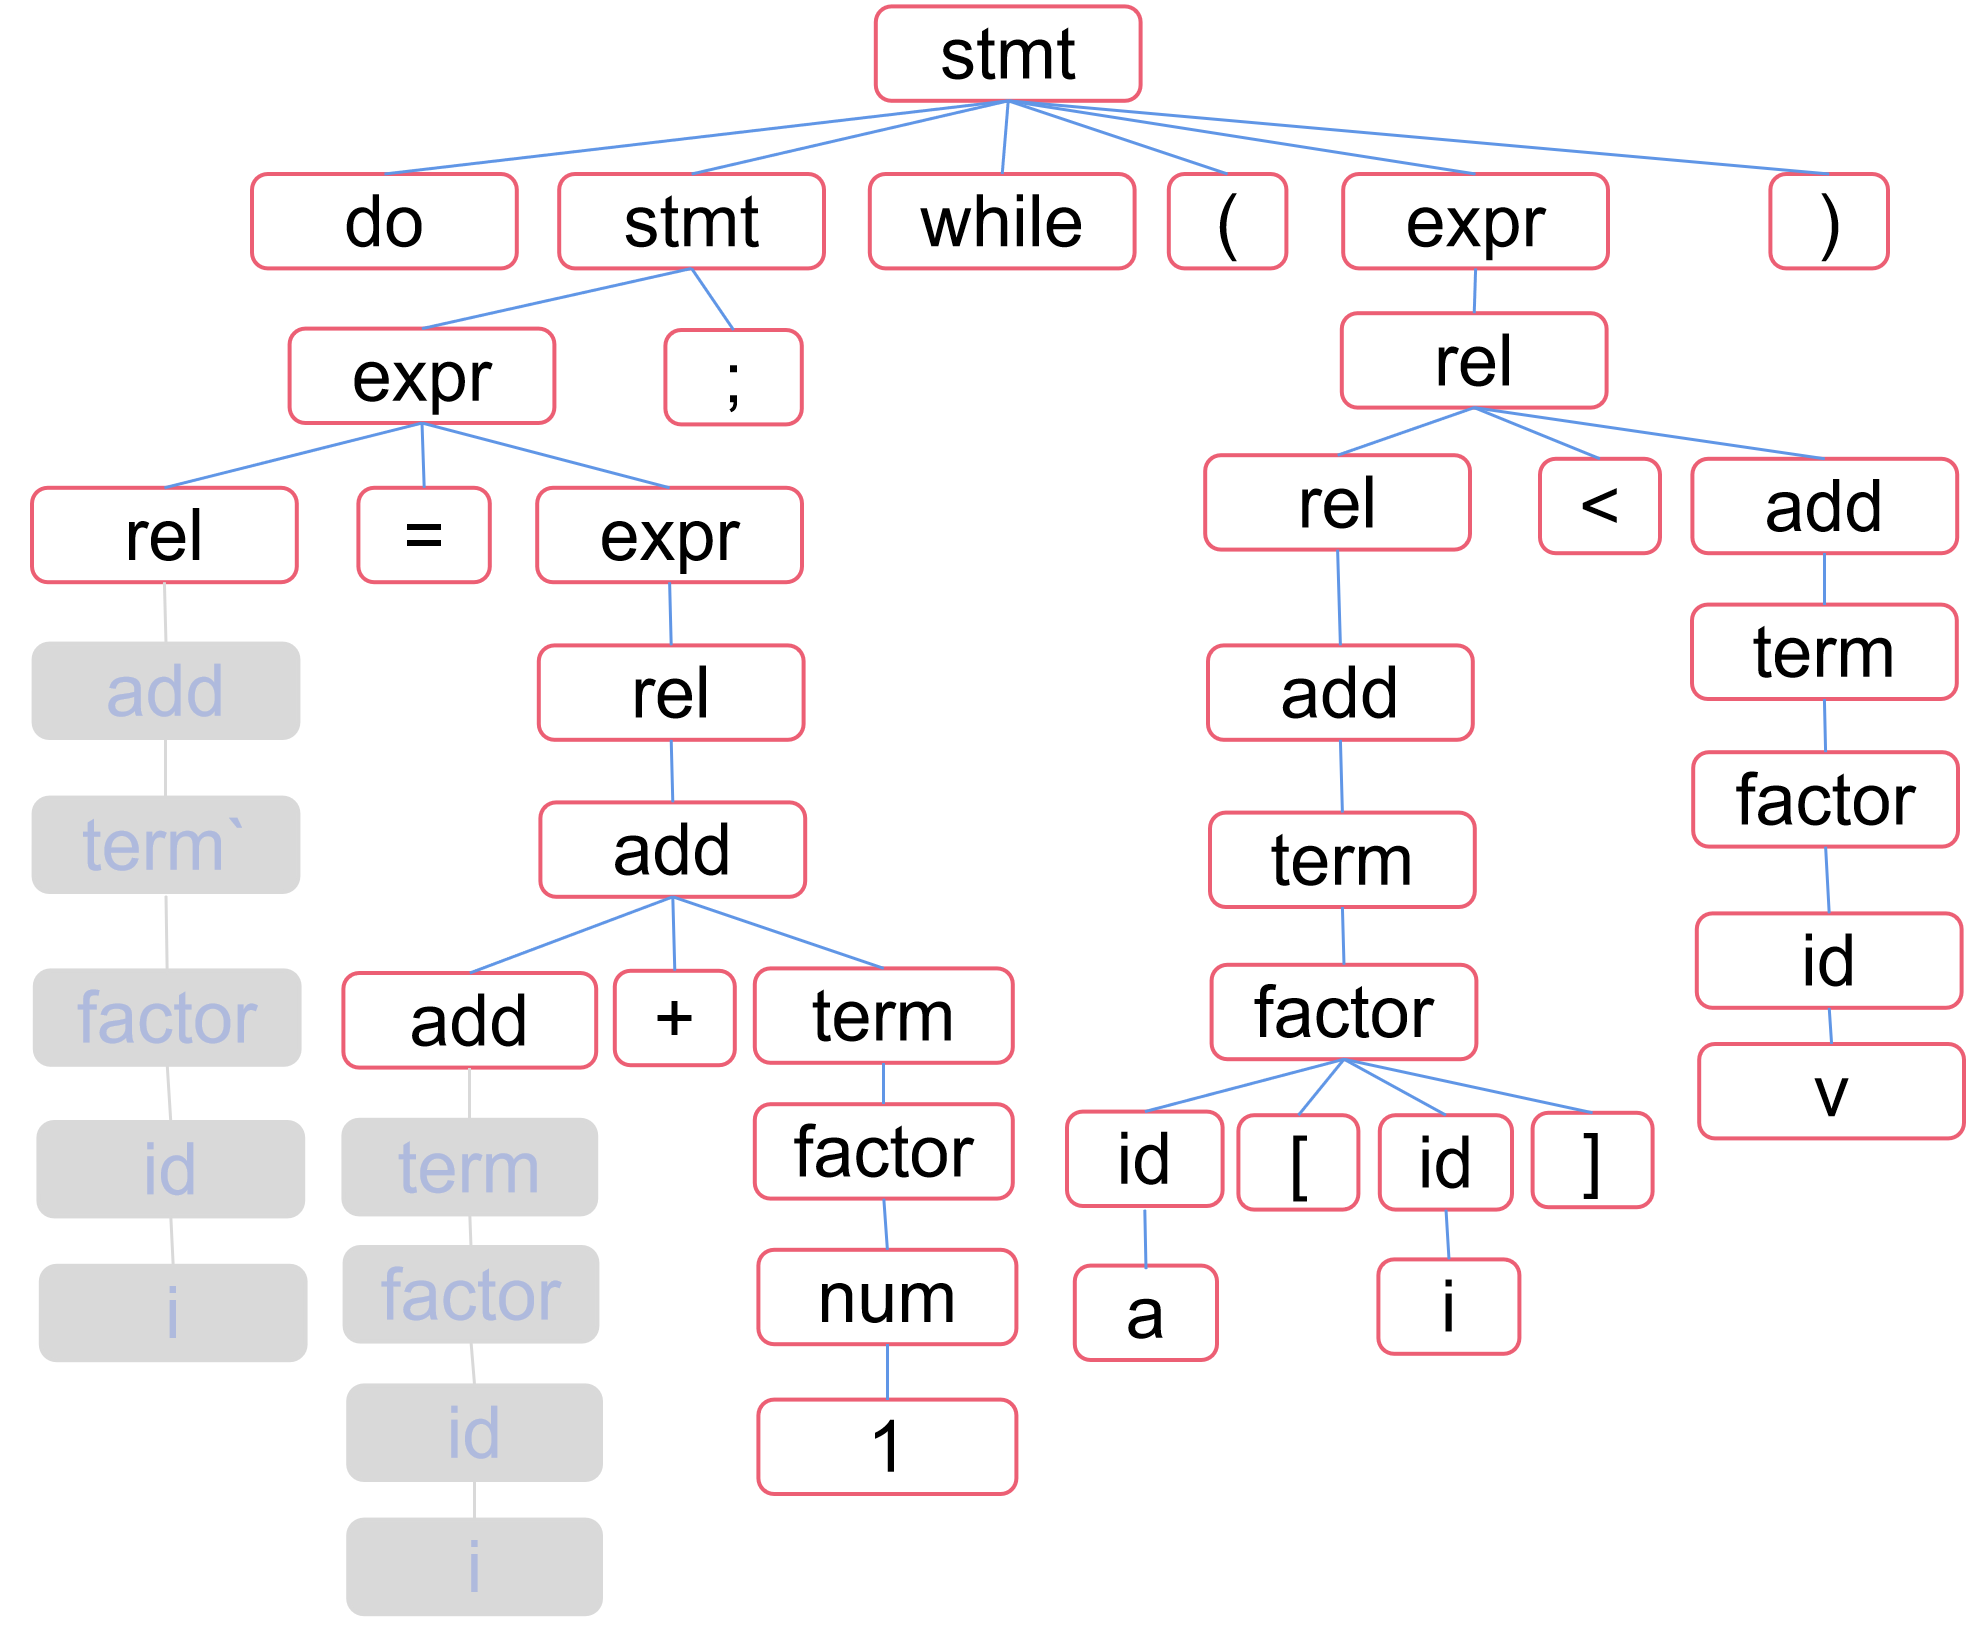 stmt
do stmt while ( expr )
expr ; rel
rel = expr rel < add
add rel add term
term` add term factor
factor add + term factor id
id term factor id [ id ] v
i factor num a i
id 1
i